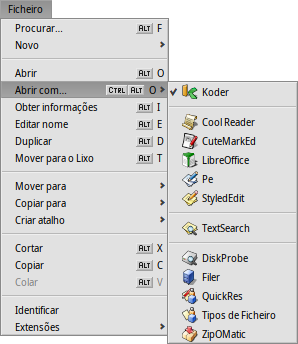 Ficheiro
Procurar... ALT F
Novo
Abrir ALT O
Abrir com... CTRL ALT O
Obter informações ALT I
Editar nome ALT E
Duplicar ALT D
Mover para o Lixo ALT T
Mover para
Copiar para
Criar atalho
Cortar ALT X
Copiar ALT C
Colar ALT V
Identificar
Extensões
Koder
Cool Reader
CuteMarkEd
LibreOffice
Pe
StyledEdit
TextSearch
DiskProbe
Filer
QuickRes
Tipos de Ficheiro
ZipOMatic